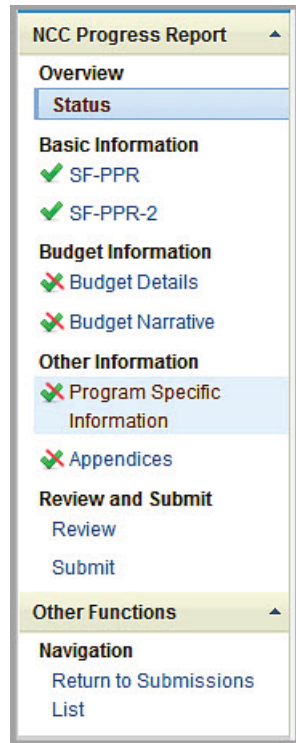 NCC Progress Report
Overview
Status
Basic Information
SF-PPR
SF-PPR-2
Budget Information
Budget Details
Budget Narrative
Other Information
Program Specific
Information
Appendices
Review and Submit
Review
Submit
Other Functions
Navigation
Return to Submissions
List